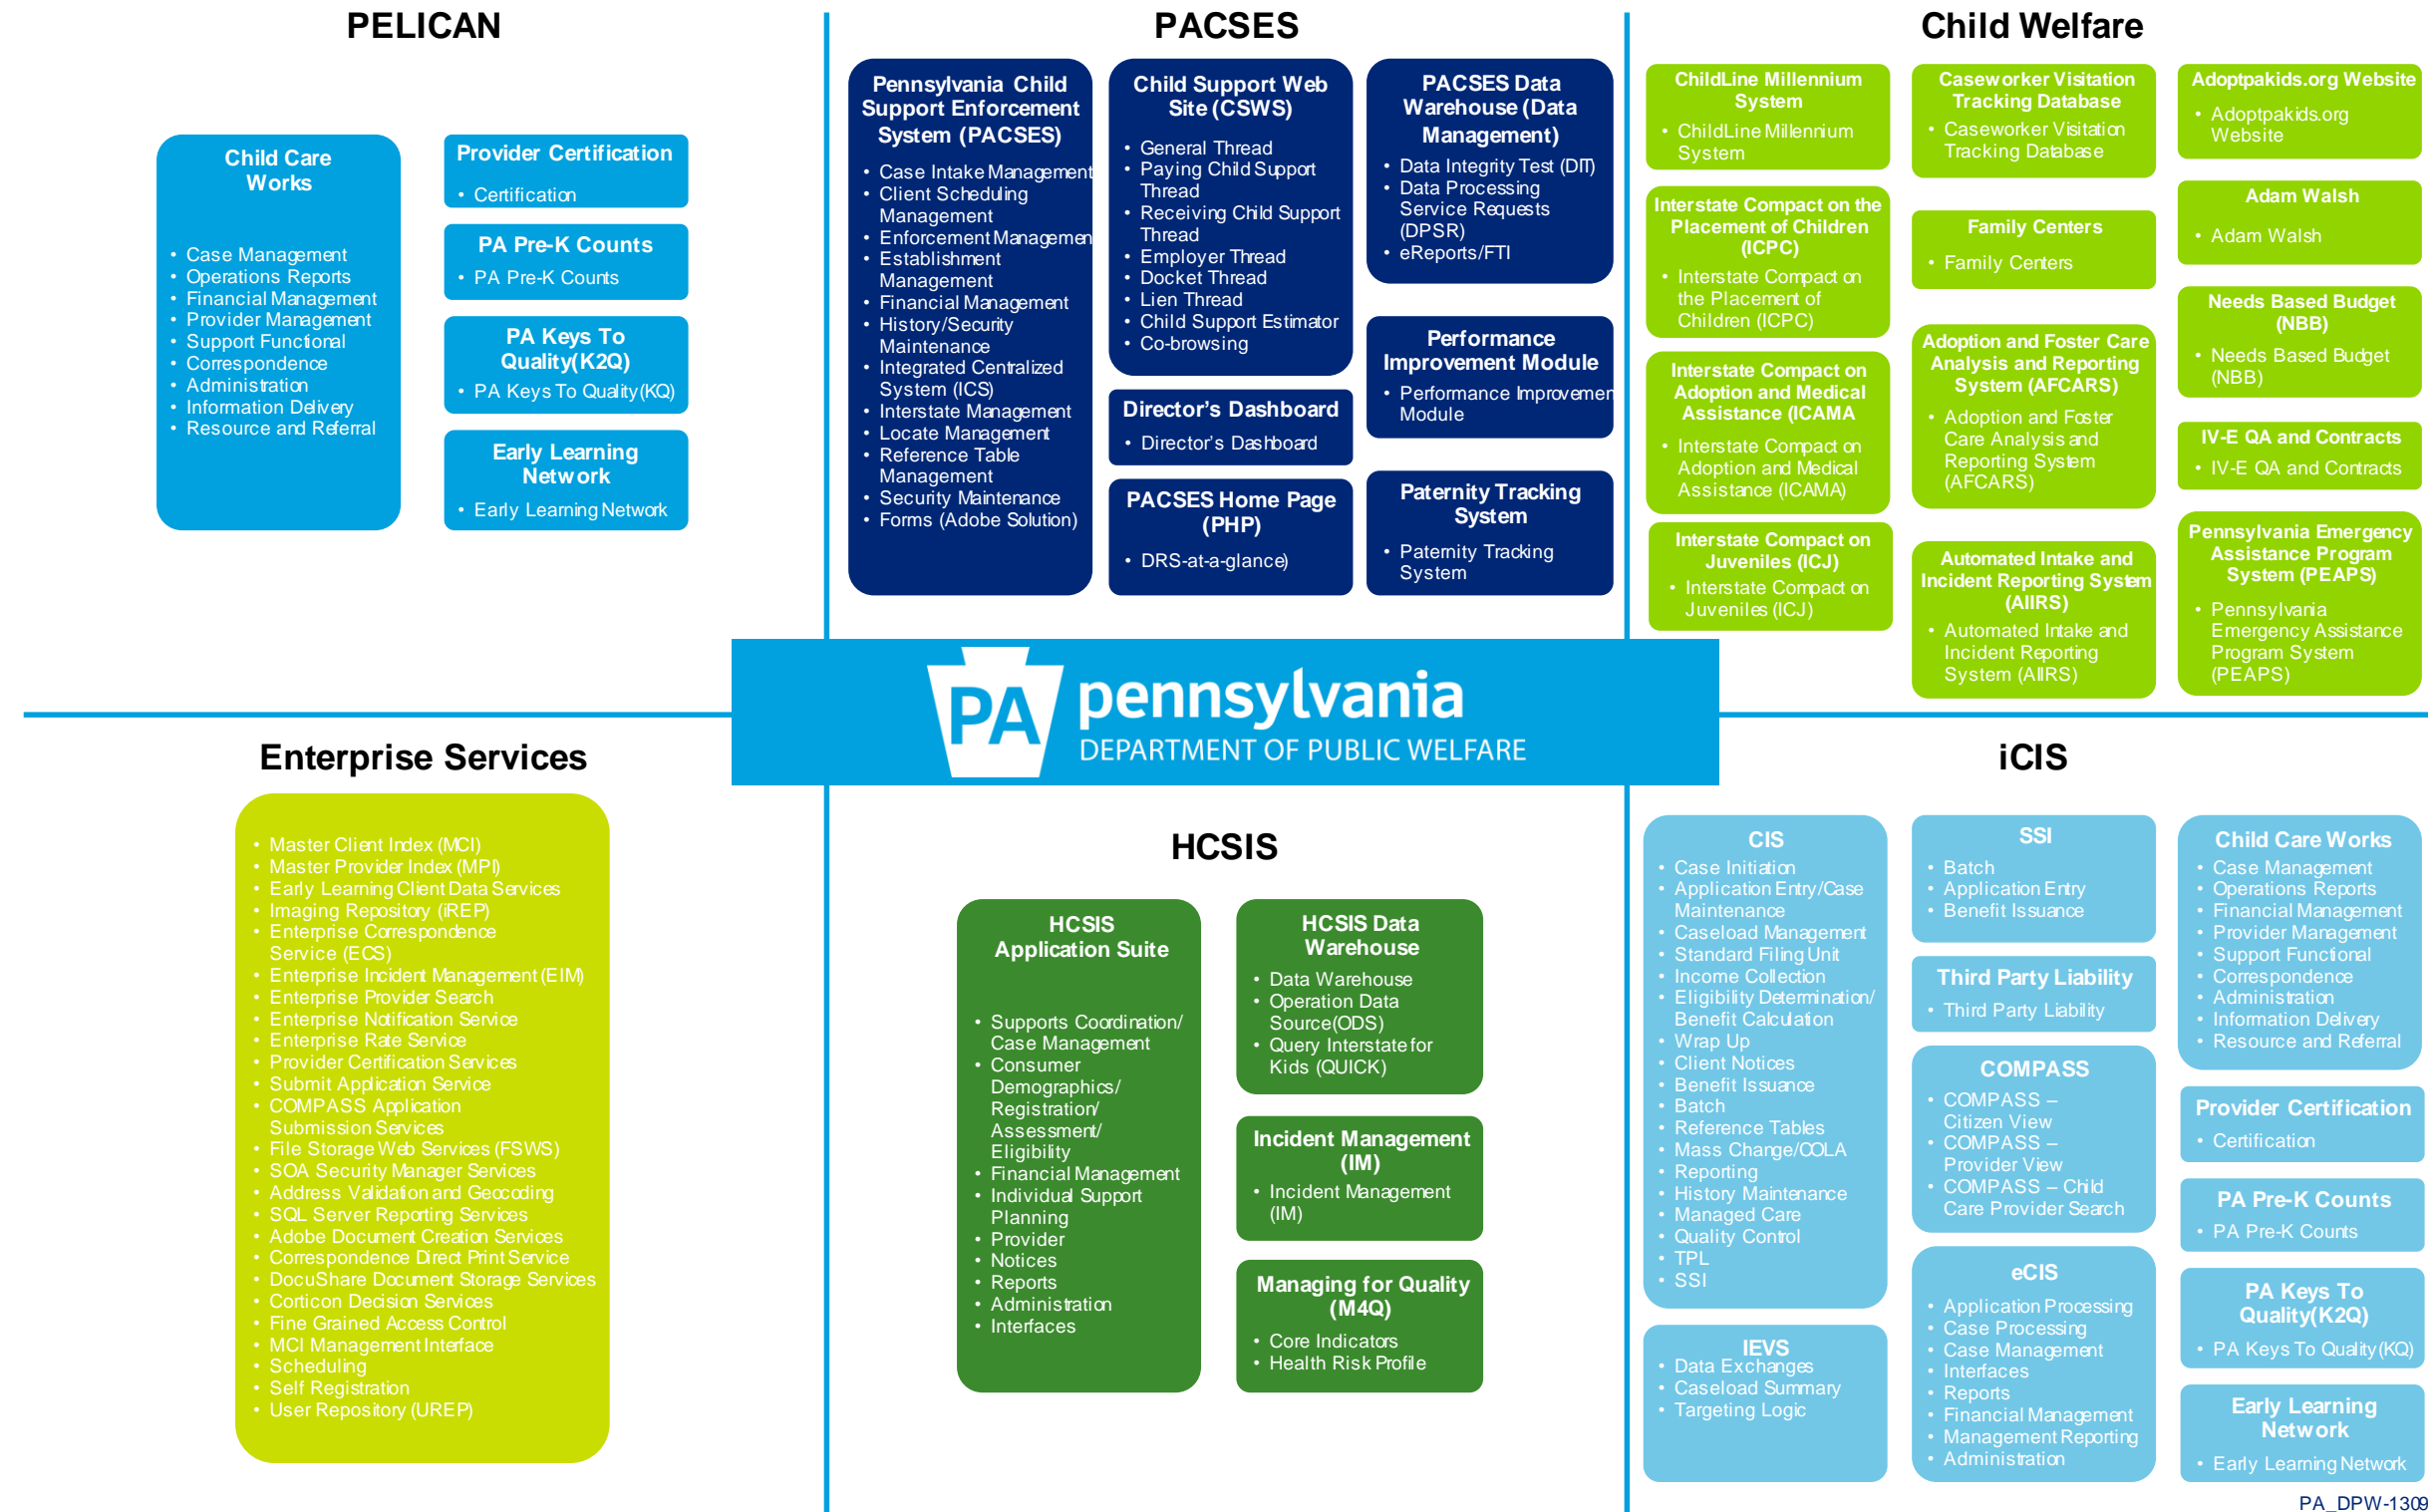 PELICAN
Child Care
Works
• Case Management
• Operations Reports
• Financial Management
• Provider Management
• Support Functional
• Correspondence
• Administration
• Information Delivery
• Resource and Referral
Provider Certification
• Certification
PA Pre-K Counts
• PA Pre-K Counts
PA Keys To
Quality(K2Q)
• PA Keys To Quality(KQ)
Early Learning
Network
• Early Learning Network
PACSES
Pennsylvania Child
Support Enforcement
System (PACSES)
• Case Intake Management
• Client Scheduling
Management
• Enforcement Managemen
• Establishment
Management
• Financial Management
• History/Security
Maintenance
• Integrated Centralized
System (ICS)
• Interstate Management
• Locate Management
• Reference Table
Management
• Security Maintenance
• Forms (Adobe Solution)
Child Support Web
Site (CSWS)
• General Thread
• Paying Child Support
Thread
• Receiving Child Support
Thread
• Employer Thread
• Docket Thread
• Lien Thread
• Child Support Estimator
• Co-browsing
Director's Dashboard
• Director's Dashboard
PACSES Home Page
(PHP)
• DRS-at-a-glance)
PACSES Data
Warehouse (Data
Management)
• Data Integrity Test (DIT)
• Data Processing
Service Requests
(DPSR)
• eReports/FTI
Performance
Improvement Module
• Performance Improvemen
Module
Paternity Tracking
System
• Paternity Tracking
System
Child Welfare
ChildLine Millennium
System
• ChildLine Millennium
System
Interstate Compact on the
Placement of Children
(ICPC)
• Interstate Compact on
the Placement of
Children (ICPC)
Interstate Compact on
Adoption and Medical
Assistance (ICAMA
• Interstate Compact on
Adoption and Medical
Assistance (ICAMA)
Interstate Compact on
Juveniles (ICJ)
• Interstate Compact on
Juveniles (ICJ)
Caseworker Visitation
Tracking Database
• Caseworker Visitation
Tracking Database
Family Centers
• Family Centers
Adoption and Foster Care
Analysis and Reporting
System (AFCARS)
• Adoption and Foster
Care Analysis and
Reporting System
(AFCARS)
Automated Intake and
Incident Reporting System
(AIIRS)
• Automated Intake and
Incident Reporting
System (AIIRS)
Adoptpakids.org Website
• Adoptpakids.org
Website
Adam Walsh
• Adam Walsh
Needs Based Budget
(NBB)
• Needs Based Budget
(NBB)
IV-E QA and Contracts
• IV-E QA and Contracts
Pennsylvania Emergency
Assistance Program
System (PEAPS)
• Pennsylvania
Emergency Assistance
Program System
(PEAPS)
PA
pennsylvania
DEPARTMENT OF PUBLIC WELFARE
Enterprise Services
• Master Client Index (MCI)
• Master Provider Index (MPI)
• Early Learning Client Data Services
• Imaging Repository (iREP)
• Enterprise Correspondence
Service (ECS)
• Enterprise Incident Management (EIM)
• Enterprise Provider Search
• Enterprise Notification Service
• Enterprise Rate Service
• Provider Certification Services
• Submit Application Service
• COMPASS Application
Submission Services
• File Storage Web Services (FSWS)
• SOA Security Manager Services
• Address Validation and Geocoding
• SQL Server Reporting Services
• Adobe Document Creation Services
• Correspondence Direct Print Service
• DocuShare Document Storage Services
• Corticon Decision Services
• Fine Grained Access Control
• MCI Management Interface
• Scheduling
• Self Registration
• User Repository (UREP)
HCSIS
HCSIS
Application Suite
• Supports Coordination/
Case Management
• Consumer
Demographics/
Registration/
Assessment/
Eligibility
• Financial Management
• Individual Support
Planning
• Provider
• Notices
• Reports
• Administration
• Interfaces
HCSIS Data
Warehouse
• Data Warehouse
• Operation Data
Source(ODS)
• Query Interstate for
Kids (QUICK)
Incident Management
(IM)
• Incident Management
(IM)
Managing for Quality
(M4Q)
• Core Indicators
• Health Risk Profile
iCIS
CIS
• Case Initiation
• Application Entry/Case
Maintenance
• Caseload Management
• Standard Filing Unit
• Income Collection
• Eligibility Determination/
Benefit Calculation
• Wrap Up
• Client Notices
• Benefit Issuance
• Batch
• Reference Tables
• Mass Change/COLA
• Reporting
• History Maintenance
• Managed Care
• Quality Control
• TPL
• SSI
IEVS
• Data Exchanges
• Caseload Summary
• Targeting Logic
SSI
• Batch
• Application Entry
• Benefit Issuance
Third Party Liability
• Third Party Liability
COMPASS
• COMPASS –
Citizen View
• COMPASS –
Provider View
• COMPASS – Child
Care Provider Search
eCIS
• Application Processing
• Case Processing
• Case Management
• Interfaces
• Reports
• Financial Management
• Management Reporting
• Administration
Child Care Works
• Case Management
• Operations Reports
• Financial Management
• Provider Management
• Support Functional
• Correspondence
• Administration
• Information Delivery
• Resource and Referral
Provider Certification
• Certification
PA Pre-K Counts
• PA Pre-K Counts
PA Keys To
Quality(K2Q)
• PA Keys To Quality(KQ)
Early Learning
Network
• Early Learning Network
PA_DPW-1309